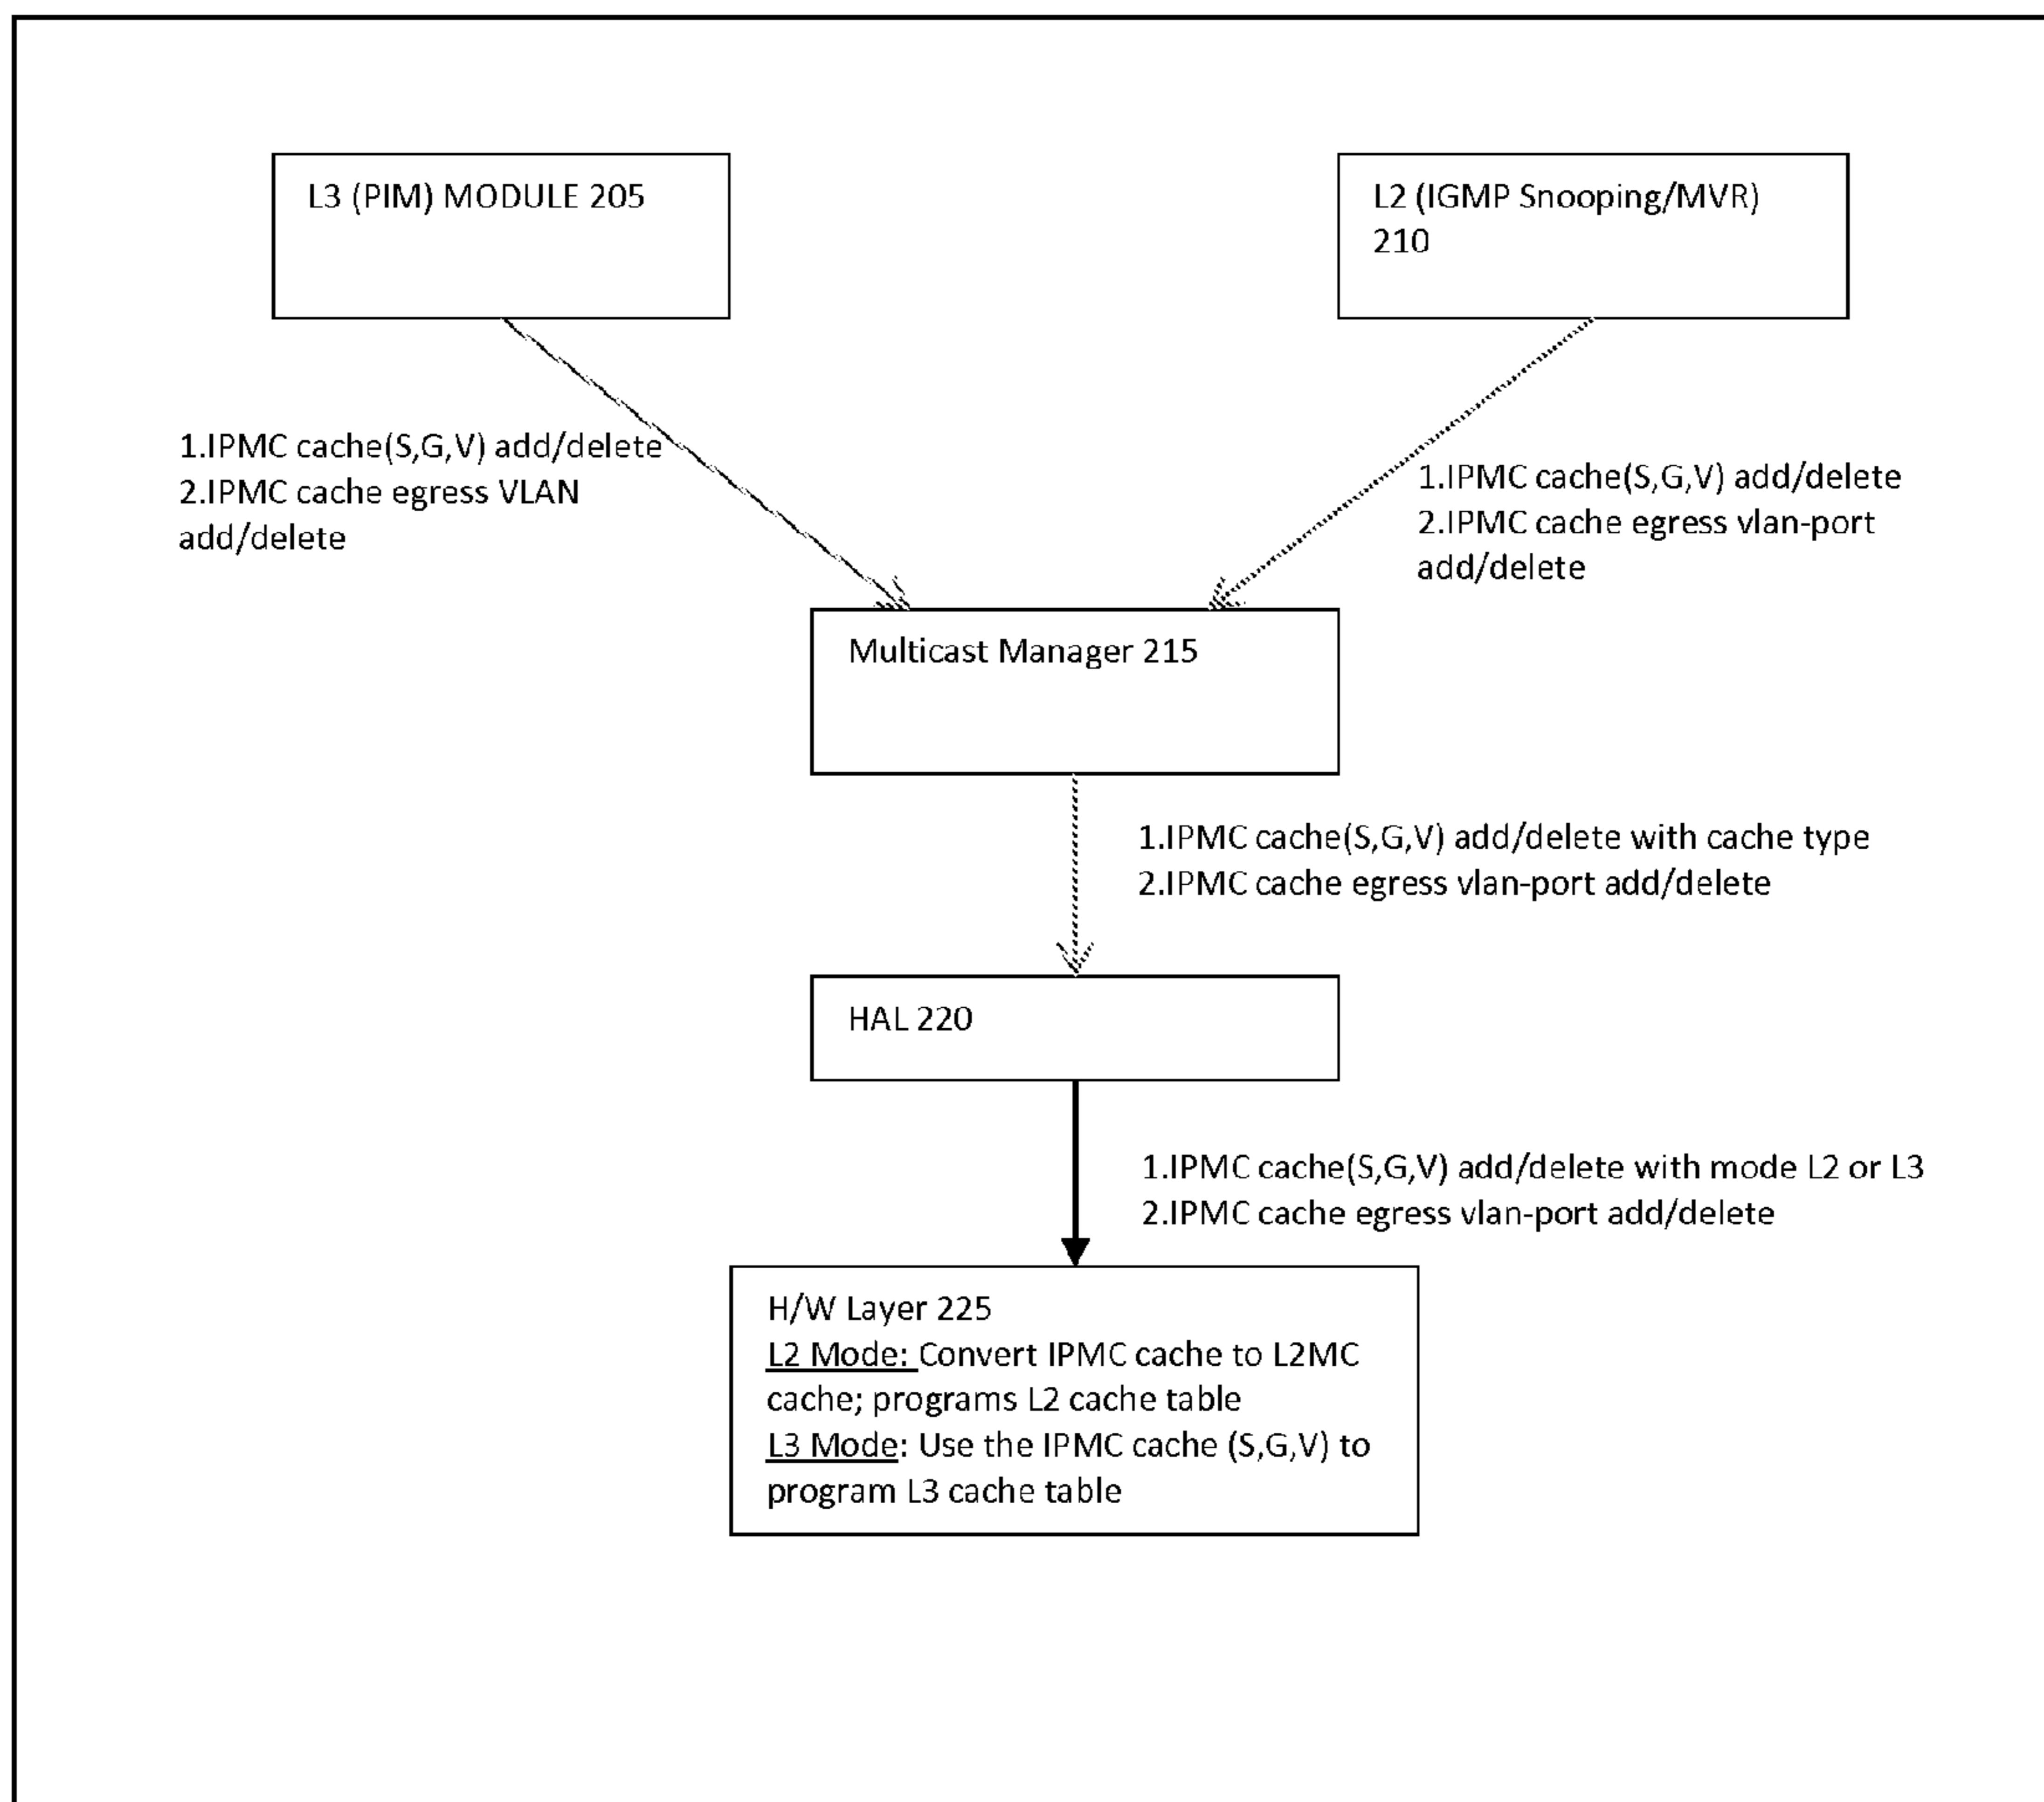 L3 (PIM) MODULE 205
L2 (IGMP Snooping/MVR)
210
1.IPMC cache(S,G,V) add/delete
2.IPMC cache egress VLAN
add/delete
1.IPMC cache(S,G,V) add/delete
2.IPMC cache egress vlan-port
add/delete
Multicast Manager 215
1.IPMC cache(S,G,V) add/delete with cache type
2.IPMC cache egress vlan-port add/delete
HAL 220
1.IPMC cache(S,G,V) add/delete with mode L2 or L3
2.IPMC cache egress vlan-port add/delete
H/W Layer 225
L2 Mode: Convert IPMC cache to L2MC
cache; programs L2 cache table
L3 Mode: Use the IPMC cache (S,G,V) to
program L3 cache table